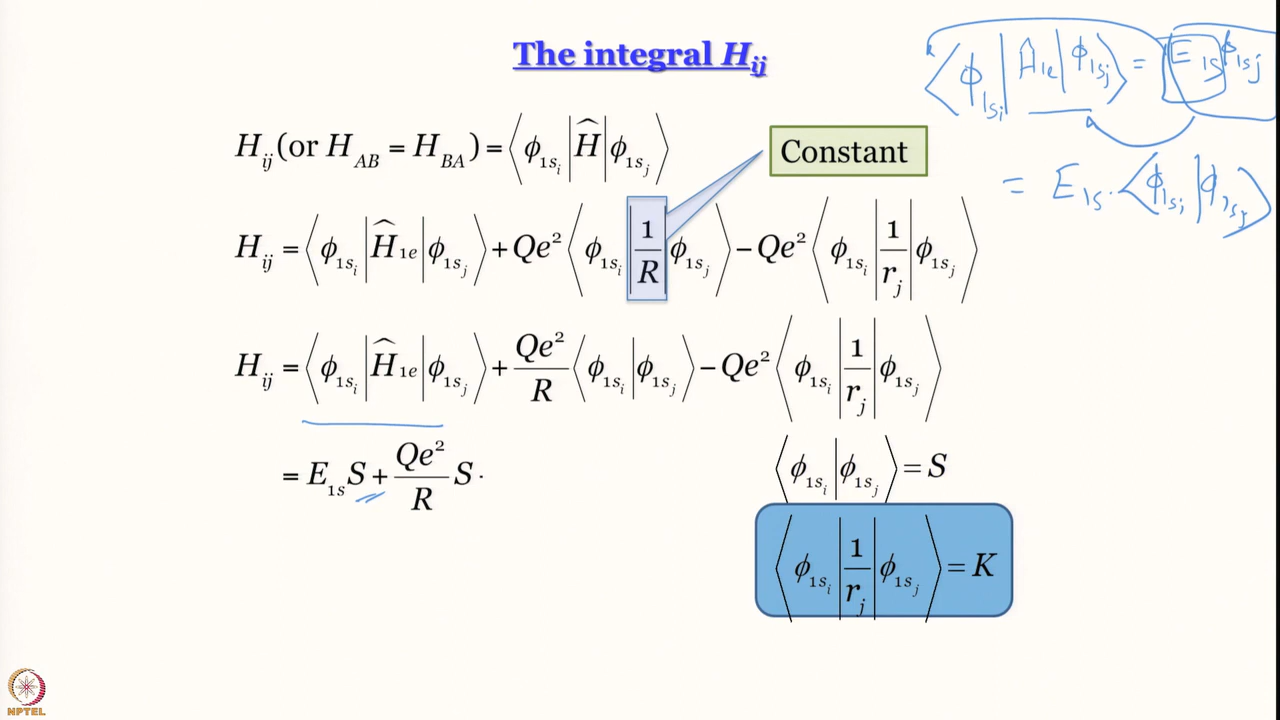 The integral H_ij
⟨ϕ_1s_i | Ĥ_1e | ϕ_1s_j⟩ = E_1s ϕ_1s_j
= E_1s · ⟨ϕ_1s_i | ϕ_1s_j⟩
H_ij (or H_AB = H_BA) = ⟨ϕ_1s_i | Ĥ | ϕ_1s_j⟩
Constant
H_ij = ⟨ϕ_1s_i | Ĥ_1e | ϕ_1s_j⟩ + Qe² ⟨ϕ_1s_i | 1/R | ϕ_1s_j⟩ − Qe² ⟨ϕ_1s_i | 1/r_j | ϕ_1s_j⟩
H_ij = ⟨ϕ_1s_i | Ĥ_1e | ϕ_1s_j⟩ + Qe²/R ⟨ϕ_1s_i | ϕ_1s_j⟩ − Qe² ⟨ϕ_1s_i | 1/r_j | ϕ_1s_j⟩
= E_1s S + Qe²/R S ·
⟨ϕ_1s_i | ϕ_1s_j⟩ = S
⟨ϕ_1s_i | 1/r_j | ϕ_1s_j⟩ = K
NPTEL